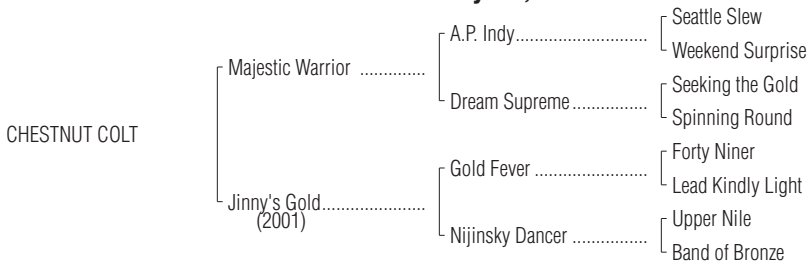 CHESTNUT COLT
Majestic Warrior ..............
A.P. Indy.............................
Seattle Slew
Weekend Surprise
Dream Supreme................
Seeking the Gold
Spinning Round
Jinny's Gold......................
(2001)
Gold Fever ........................
Forty Niner
Lead Kindly Light
Nijinsky Dancer ................
Upper Nile
Band of Bronze